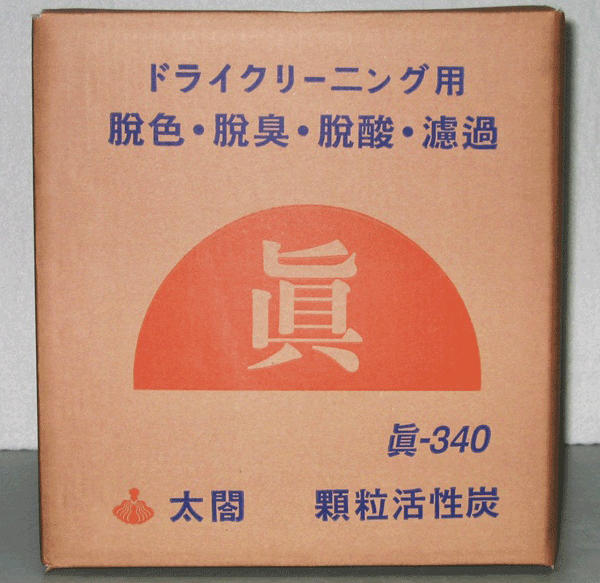 ドライクリーニング用
脱色・脱臭・脱酸・濾過
眞
眞-340
太閤 顆粒活性炭